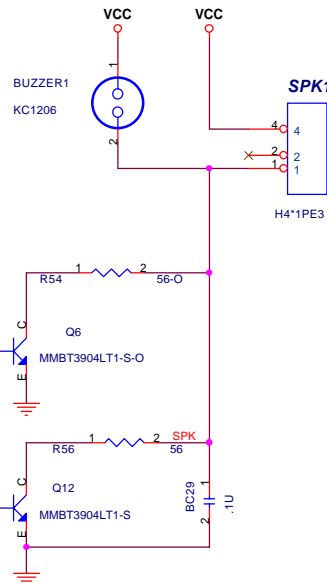 VCC VCC
1
BUZZER1
KC1206
2
SPK1
4 4
2 2
1 1
H4*1PE3
1 2
R54 56-O
C
Q6
MMBT3904LT1-S-O
E
1 2 SPK
R56 56
C
Q12
MMBT3904LT1-S
E
1
BC29
.1U
2